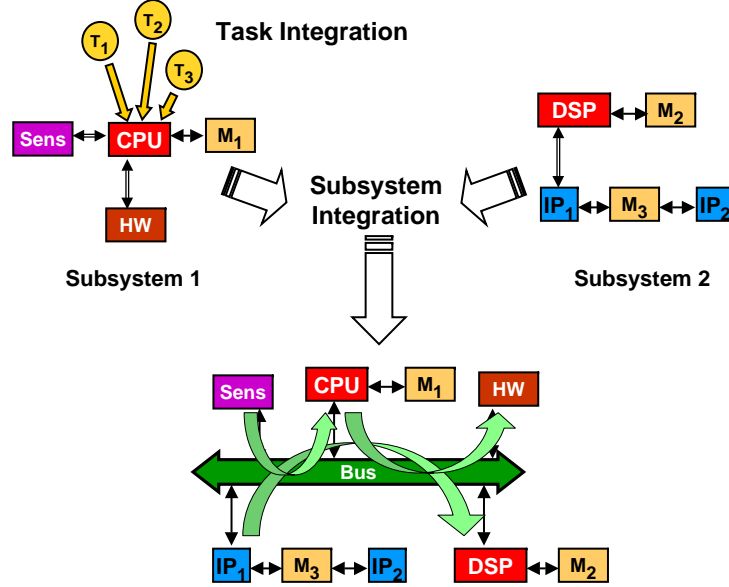 Task Integration
T1
T2
T3
Sens
CPU
M1
HW
Subsystem 1
Subsystem
Integration
DSP
M2
IP1
M3
IP2
Subsystem 2
Sens
CPU
M1
HW
Bus
IP1
M3
IP2
DSP
M2